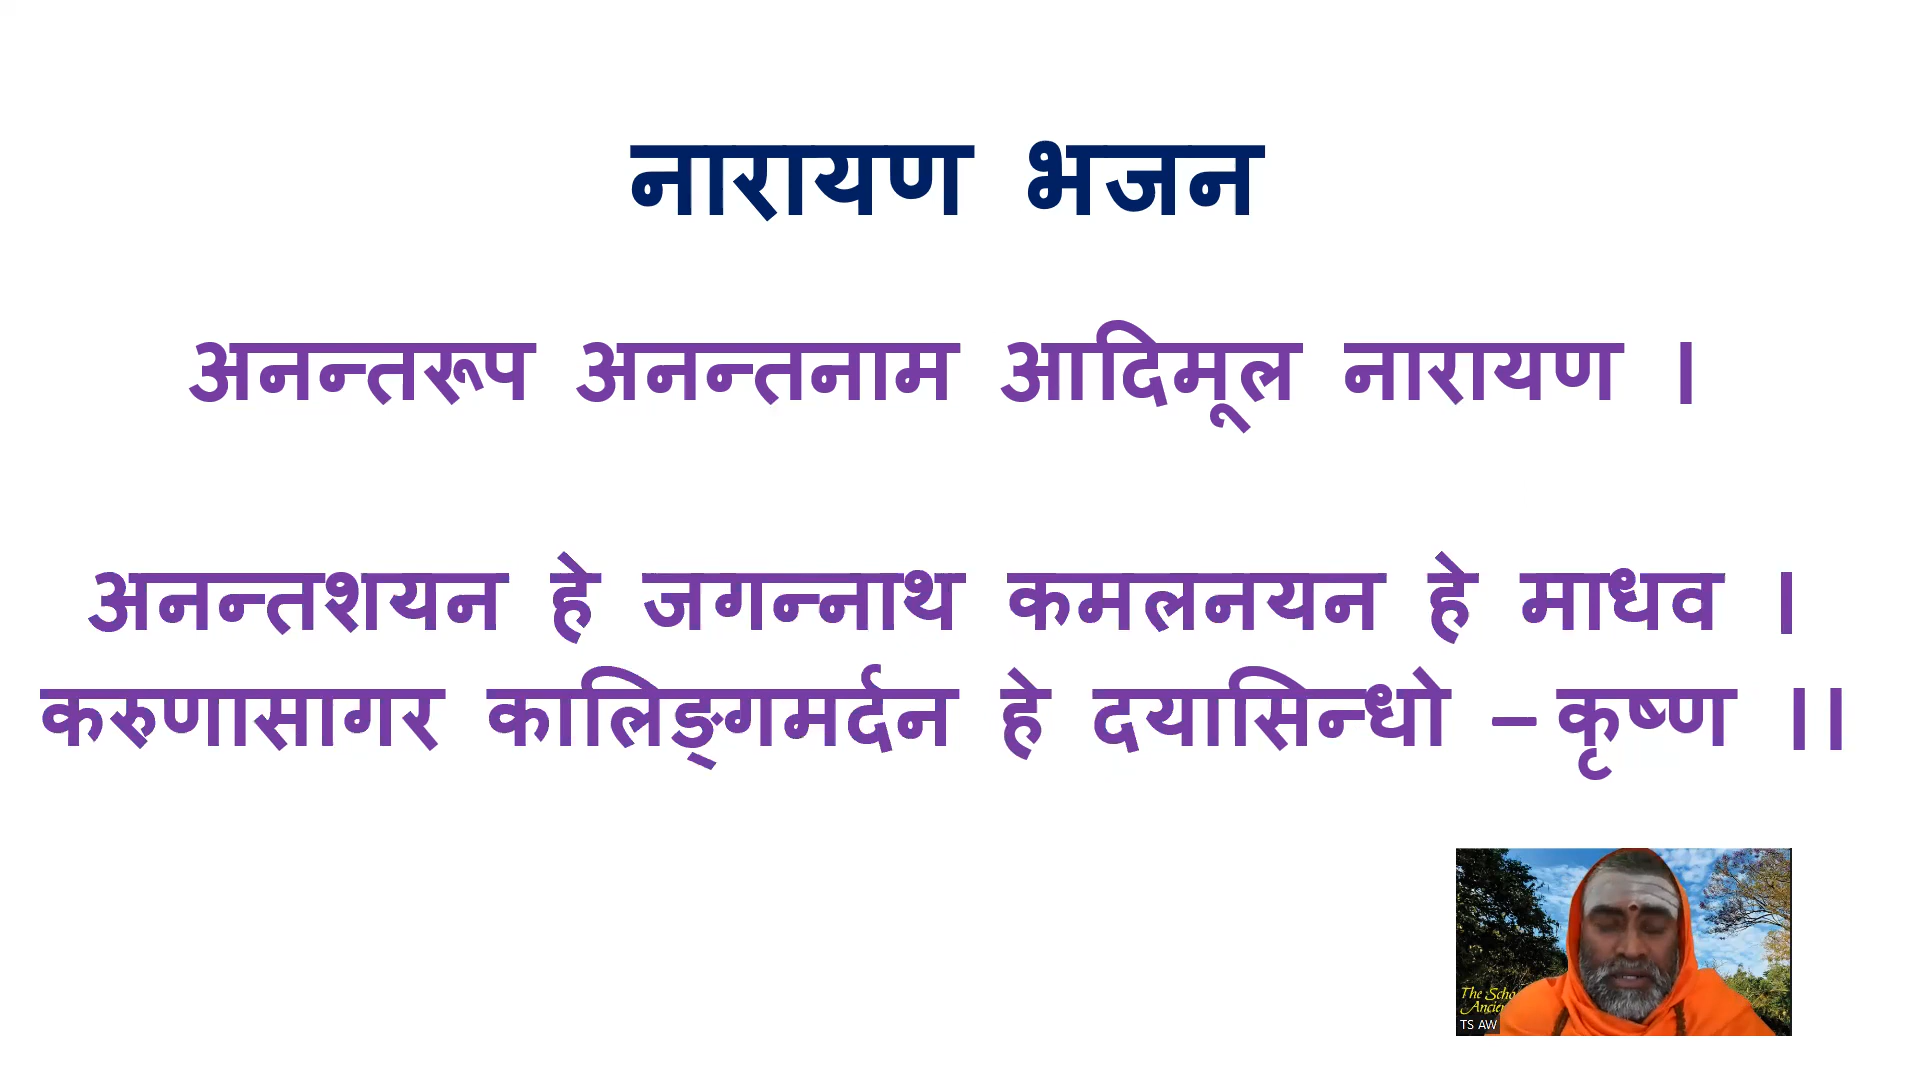 नारायण भजन
अनन्तरूप अनन्तनाम आदिमूल नारायण ।
अनन्तशयन हे जगन्नाथ कमलनयन हे माधव ।
करुणासागर कालिङ्गमर्दन हे दयासिन्धो – कृष्ण ।।
The
TS AW